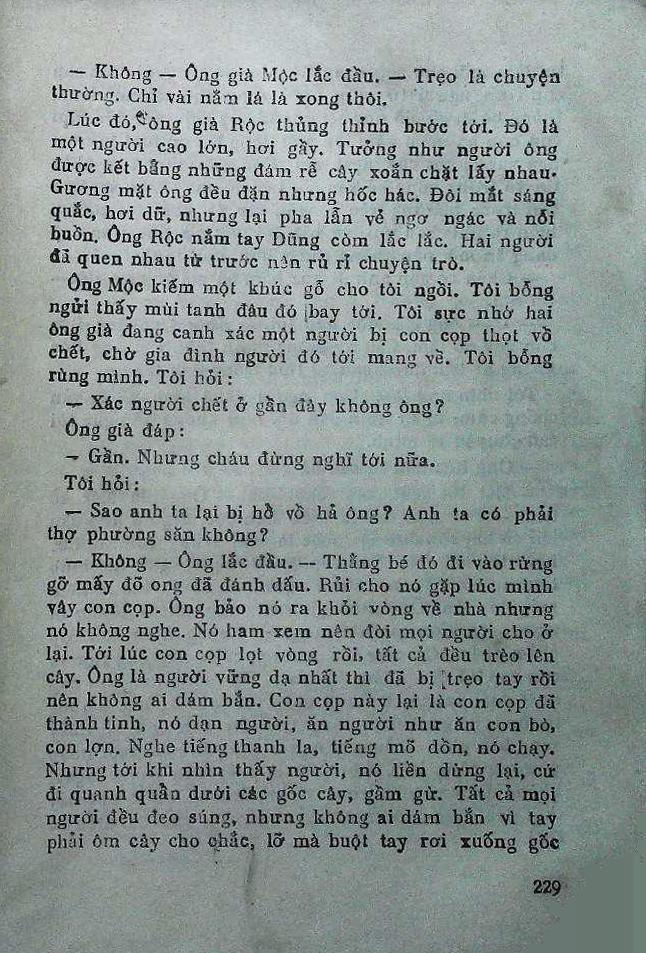 — Không — Ông già Mộc lắc đầu. — Trẹo là chuyện
thường. Chỉ vài nắm lá là xong thôi.
Lúc đó, ông già Rộc thủng thỉnh bước tới. Đó là
một người cao lớn, hơi gầy. Tưởng như người ông
được kết bằng những đám rễ cây xoắn chặt lấy nhau.
Gương mặt ông đều đặn nhưng hốc hác. Đôi mắt sáng
quắc, hơi dữ, nhưng lại pha lẫn vẻ ngơ ngác và nỗi
buồn. Ông Rộc nắm tay Dũng còm lắc lắc. Hai người
đã quen nhau từ trước nên rủ rỉ chuyện trò.
Ông Mộc kiếm một khúc gỗ cho tôi ngồi. Tôi bỗng
ngửi thấy mùi tanh đâu đó bay tới. Tôi sực nhớ hai
ông già đang canh xác một người bị con cọp thọt vồ
chết, chờ gia đình người đó tới mang về. Tôi bỗng
rùng mình. Tôi hỏi :
— Xác người chết ở gần đây không ông?
Ông già đáp :
— Gần. Nhưng cháu đừng nghĩ tới nữa.
Tôi hỏi :
— Sao anh ta lại bị hổ vồ hả ông? Anh ta có phải
thợ phường săn không?
— Không — Ông lắc đầu. — Thằng bé đó đi vào rừng
gỡ mấy đõ ong đã đánh dấu. Rủi cho nó gặp lúc mình
vây con cọp. Ông bảo nó ra khỏi vòng về nhà nhưng
nó không nghe. Nó ham xem nên đòi mọi người cho ở
lại. Tới lúc con cọp lọt vòng rồi, tất cả đều trèo lên
cây. Ông là người vững dạ nhất thì đã bị trẹo tay rồi
nên không ai dám bắn. Con cọp này lại là con cọp đã
thành tinh, nó dạn người, ăn người như ăn con bò,
con lợn. Nghe tiếng thanh la, tiếng mõ dồn, nó chạy.
Nhưng tới khi nhìn thấy người, nó liền dừng lại, cứ
đi quanh quẩn dưới các gốc cây, gầm gừ. Tất cả mọi
người đều đeo súng, nhưng không ai dám bắn vì tay
phải ôm cây cho chắc, lỡ mà buột tay rơi xuống gốc
229